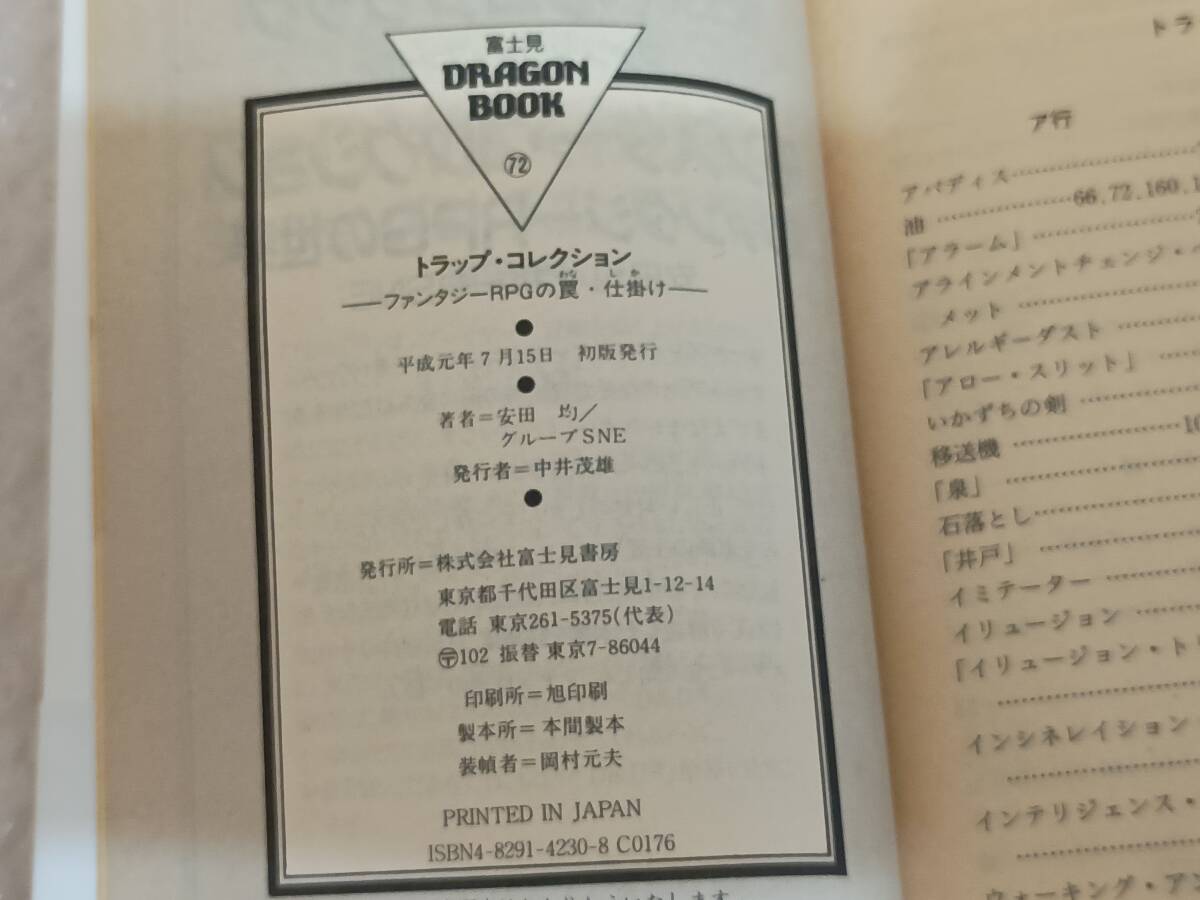 富士見
DRAGON
BOOK
72
トラップ・コレクション
―ファンタジーRPGの罠・仕掛け―
わな しか
●
平成元年7月15日 初版発行
●
著者=安田 均/
グループSNE
発行者=中井茂雄
●
発行所=株式会社富士見書房
東京都千代田区富士見1-12-14
電話 東京261-5375(代表)
〒102 振替 東京7-86044
印刷所=旭印刷
製本所=本間製本
装幀者=岡村元夫
PRINTED IN JAPAN
ISBN4-8291-4230-8 C0176
トラ
ア行
アバディス……………
油 ……………66,72,160,1
「アラーム」……………
アラインメントチェンジ・
メット ……………
アレルギーダスト ……………
「アロー・スリット」 ……………
いかずちの剣 ……………
移送機 ……………10
「泉」 ……………
石落とし……………
「井戸」 ……………
イミテーター ……………
イリュージョン ……………
「イリュージョン・ト
……………
インシネレイション
……………
インテリジェンス・
……………
ウォーキング・アン